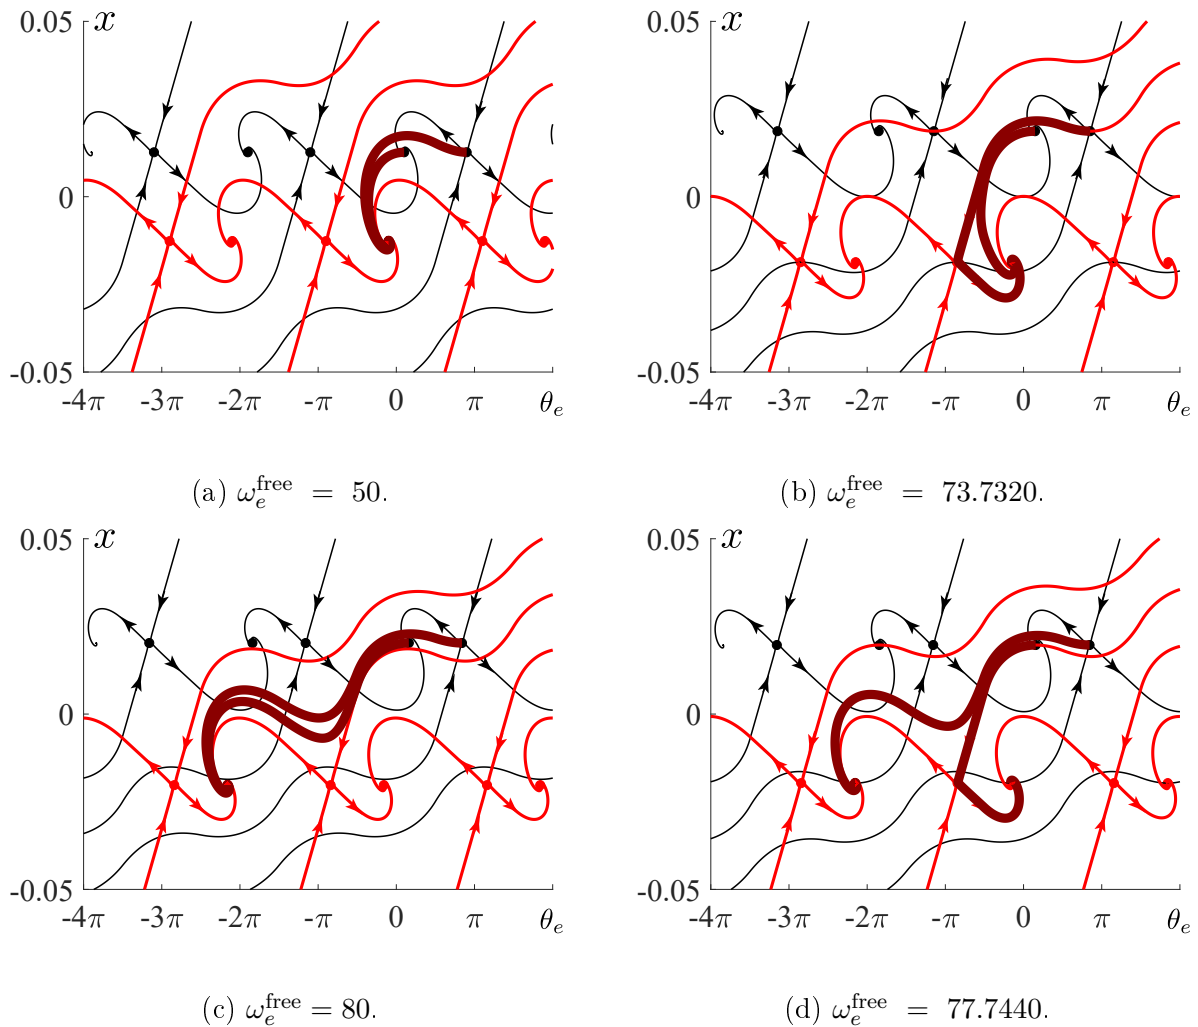 0.05 x 0.05 x
0 0
-0.05 -0.05
-4π -3π -2π -π 0 π θₑ -4π -3π -2π -π 0 π θₑ
(a) ωₑᶠʳᵉᵉ = 50. (b) ωₑᶠʳᵉᵉ = 73.7320.
0.05 x 0.05 x
0 0
-0.05 -0.05
-4π -3π -2π -π 0 π θₑ -4π -3π -2π -π 0 π θₑ
(c) ωₑᶠʳᵉᵉ = 80. (d) ωₑᶠʳᵉᵉ = 77.7440.